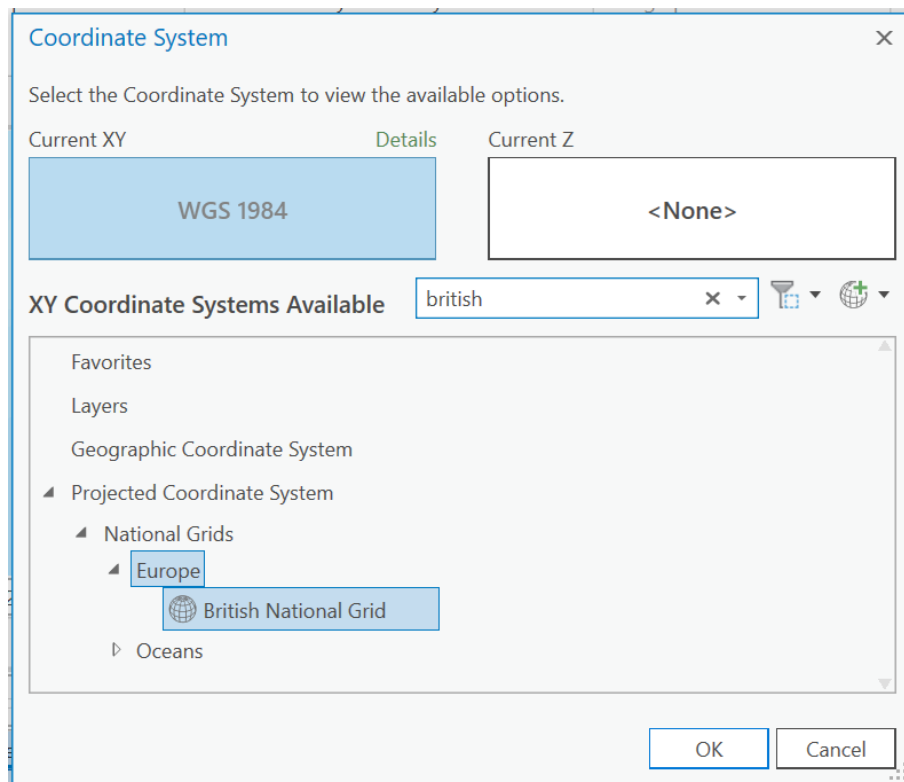 Coordinate System
Select the Coordinate System to view the available options.
Current XY Details Current Z
WGS 1984 <None>
XY Coordinate Systems Available british
Favorites
Layers
Geographic Coordinate System
Projected Coordinate System
National Grids
Europe
British National Grid
Oceans
OK Cancel